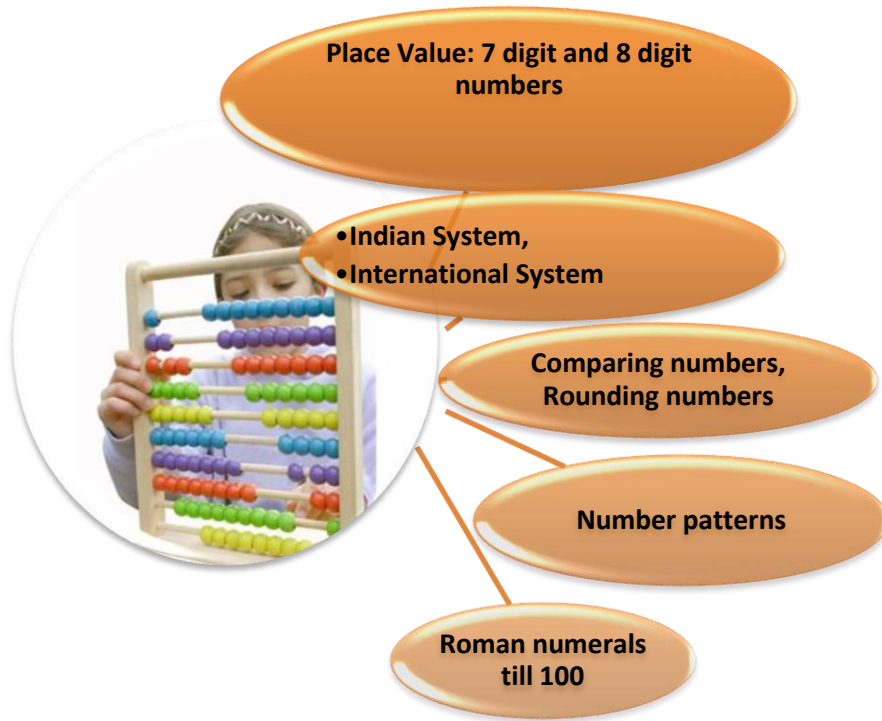 Place Value: 7 digit and 8 digit
numbers
•Indian System,
•International System
Comparing numbers,
Rounding numbers
Number patterns
Roman numerals
till 100